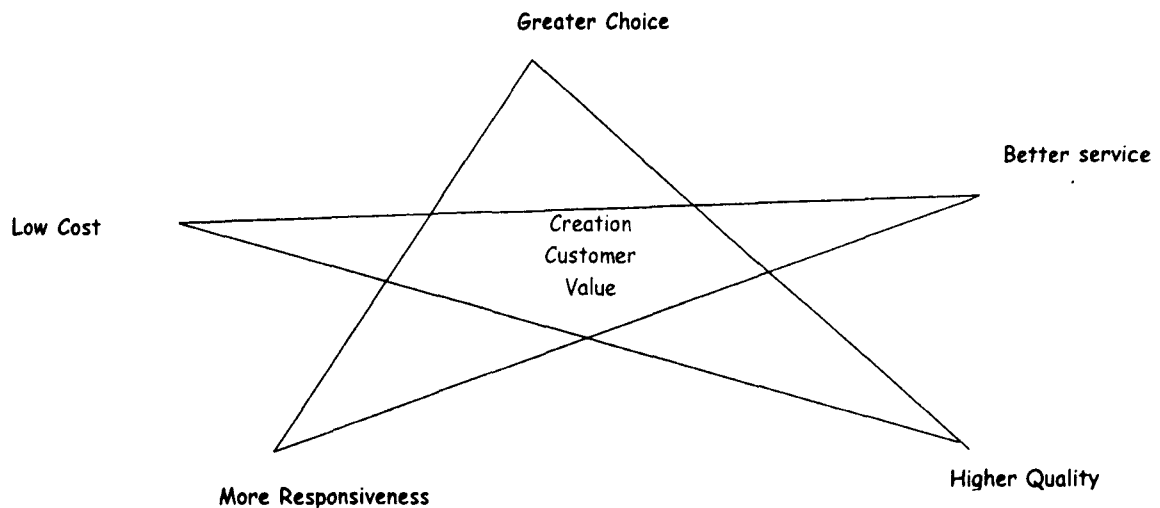 Greater Choice
Better service
Low Cost
Creation
Customer
Value
More Responsiveness
Higher Quality